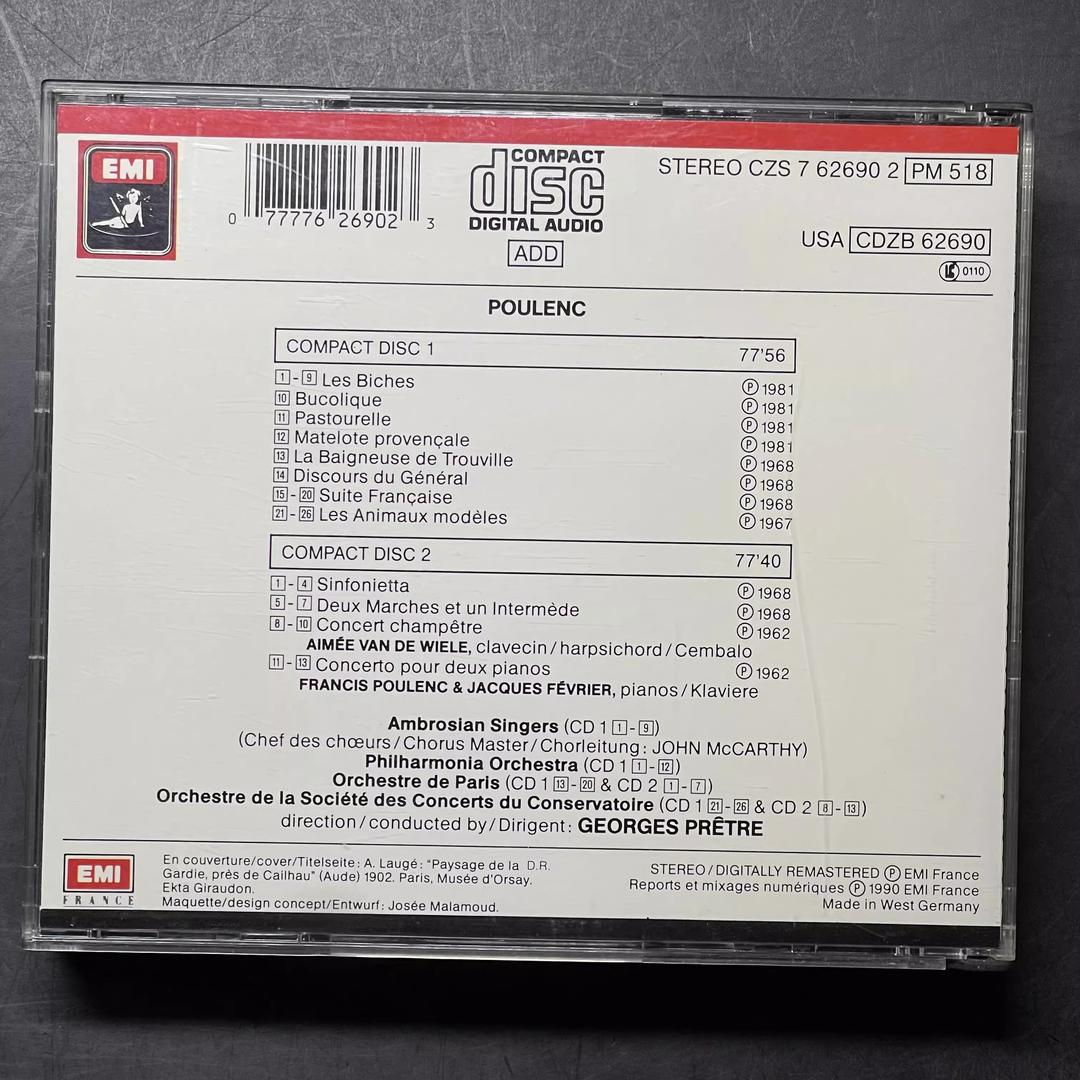 EMI
0 77776 26902 3
COMPACT
disc
DIGITAL AUDIO
ADD
STEREO CZS 7 62690 2 PM 518
USA CDZB 62690
LC 0110
POULENC
COMPACT DISC 1 77'56
1 - 9 Les Biches ℗ 1981
10 Bucolique ℗ 1981
11 Pastourelle ℗ 1981
12 Matelote provençale ℗ 1981
13 La Baigneuse de Trouville ℗ 1968
14 Discours du Général ℗ 1968
15 - 20 Suite Française ℗ 1968
21 - 26 Les Animaux modèles ℗ 1967
COMPACT DISC 2 77'40
1 - 4 Sinfonietta ℗ 1968
5 - 7 Deux Marches et un Intermède ℗ 1968
8 - 10 Concert champêtre ℗ 1962
AIMÉE VAN DE WIELE, clavecin / harpsichord / Cembalo
11 - 13 Concerto pour deux pianos ℗ 1962
FRANCIS POULENC & JACQUES FÉVRIER, pianos / Klaviere
Ambrosian Singers (CD 1 1 - 9)
(Chef des chœurs / Chorus Master / Chorleitung : JOHN McCARTHY)
Philharmonia Orchestra (CD 1 1 - 12)
Orchestre de Paris (CD 1 13 - 20 & CD 2 1 - 7)
Orchestre de la Société des Concerts du Conservatoire (CD 1 21 - 26 & CD 2 8 - 13)
direction / conducted by / Dirigent : GEORGES PRÊTRE
EMI
FRANCE
En couverture/cover/Titelseite : A. Laugé : "Paysage de la D.R.
Gardie, près de Cailhau" (Aude) 1902. Paris, Musée d'Orsay.
Ekta Giraudon.
Maquette/design concept/Entwurf : Josée Malamoud.
STEREO / DIGITALLY REMASTERED ℗ EMI France
Reports et mixages numériques ℗ 1990 EMI France
Made in West Germany